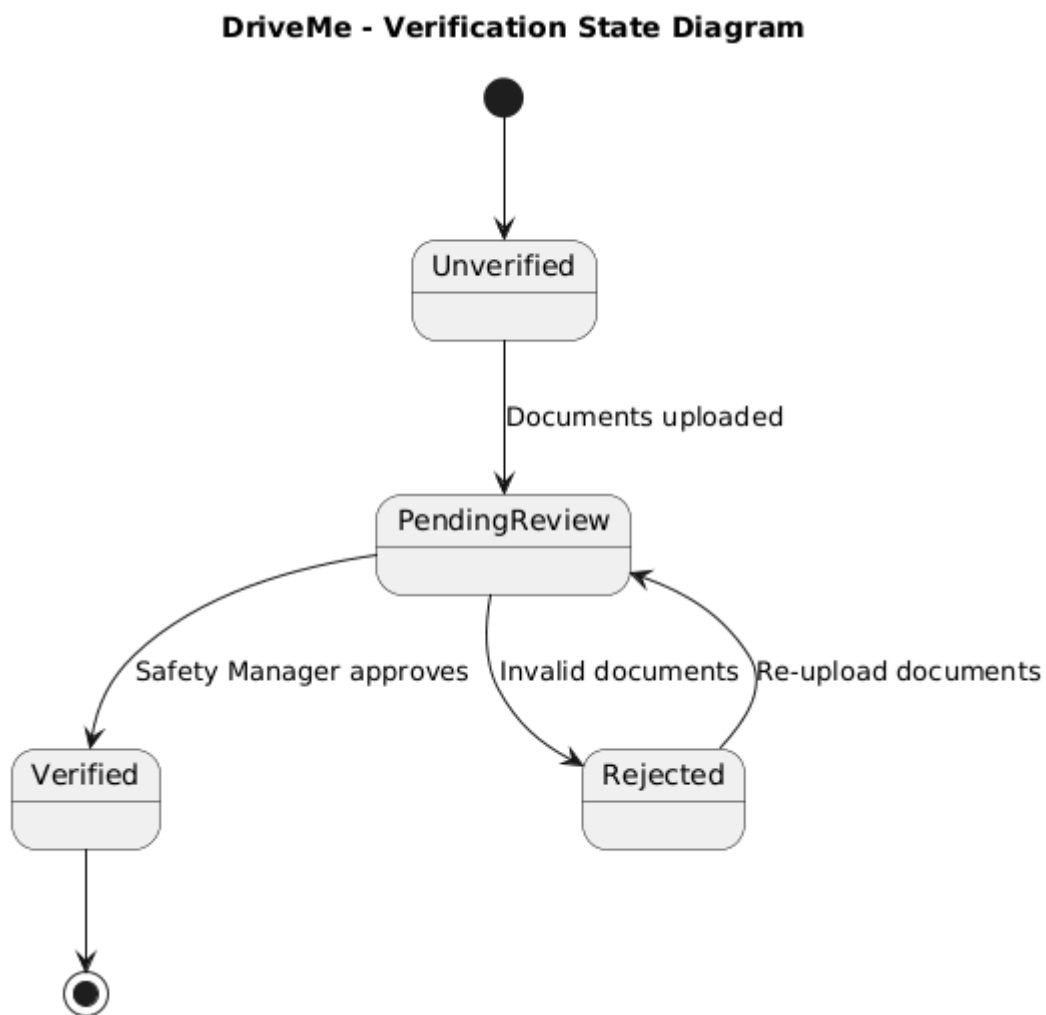 DriveMe - Verification State Diagram
Unverified
Documents uploaded
PendingReview
Safety Manager approves
Invalid documents
Re-upload documents
Verified
Rejected